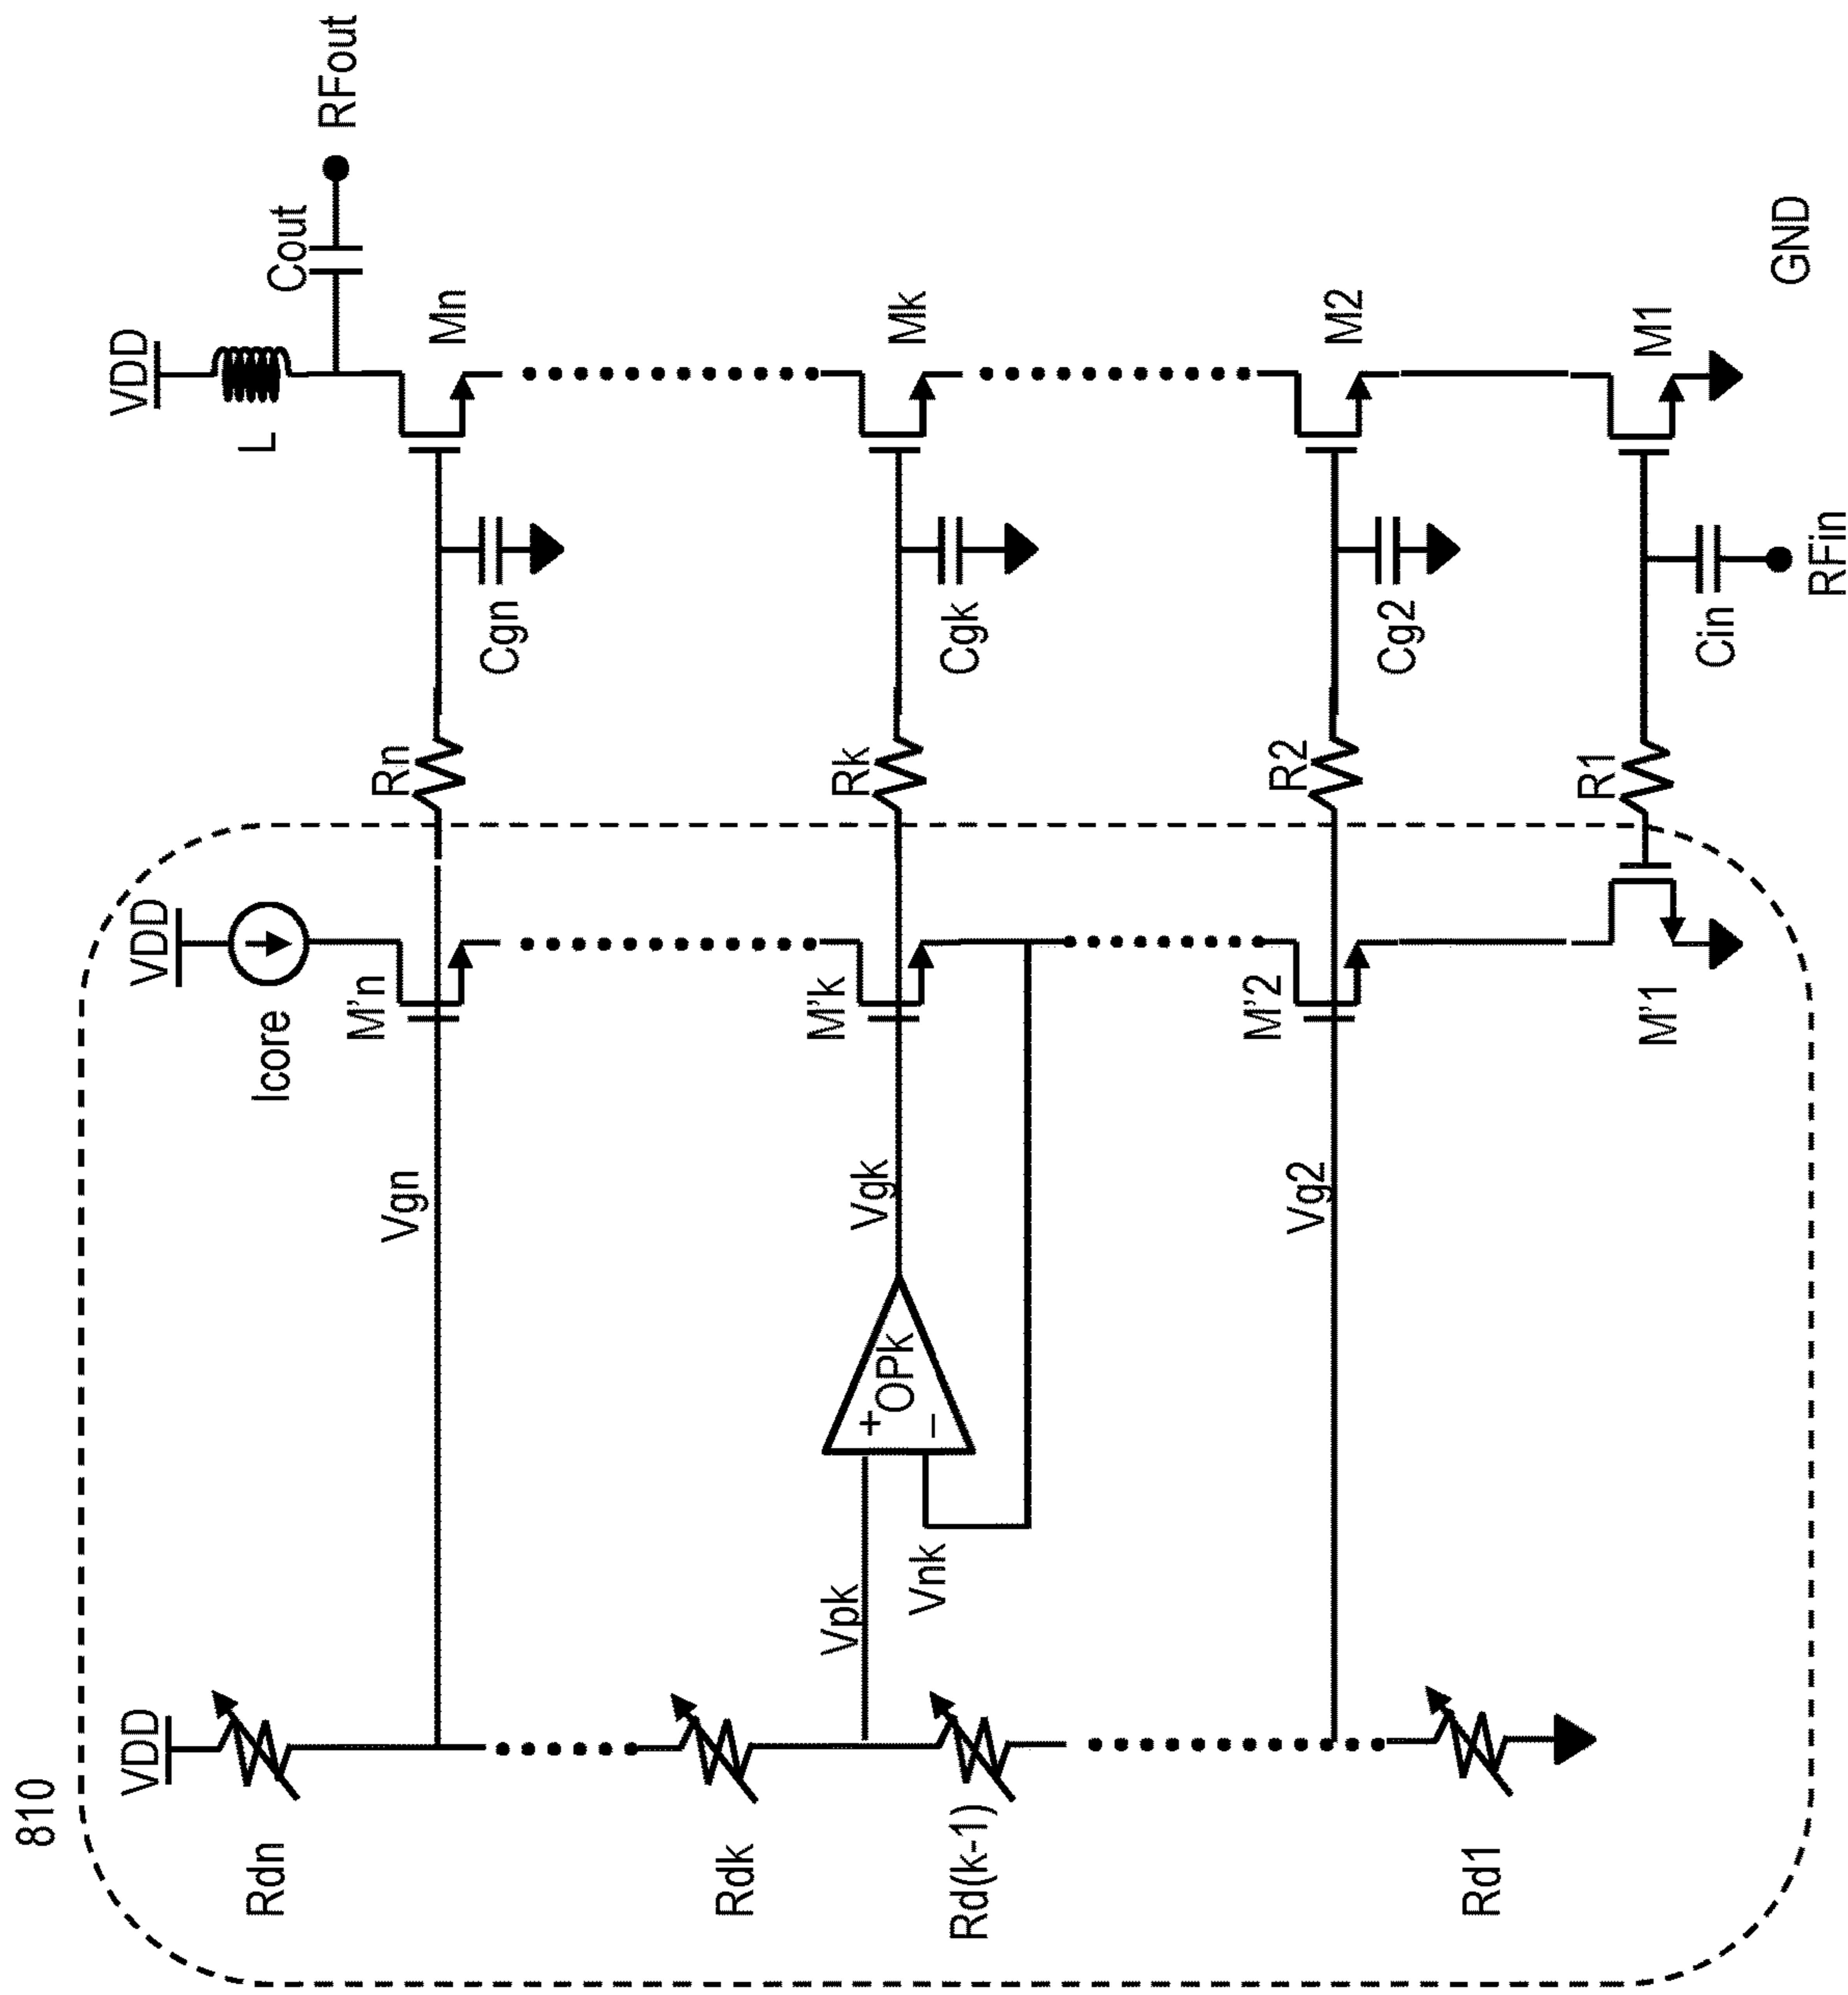 810
VDD
VDD
VDD
RFout
Cout
L
Icore
Rdn
Vgn
M'n
Rn
Cgn
Mn
Rdk
Vpk
Vnk
+
OPk
−
Vgk
M'k
Rk
Cgk
Mk
Rd(k-1)
Vg2
M'2
R2
Cg2
M2
Rd1
M'1
R1
Cin
M1
RFin
GND